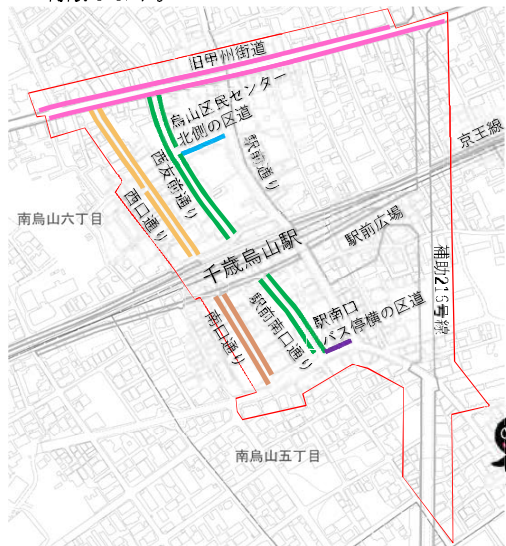 旧甲州街道
烏山区民センター
北側の区道
駅前通り
西友前通り
西口通り
京王線
南烏山六丁目
駅前広場
千歳烏山駅
補助216号線
駅南口
バス停横の区道
駅前南口通り
南口通り
南烏山五丁目